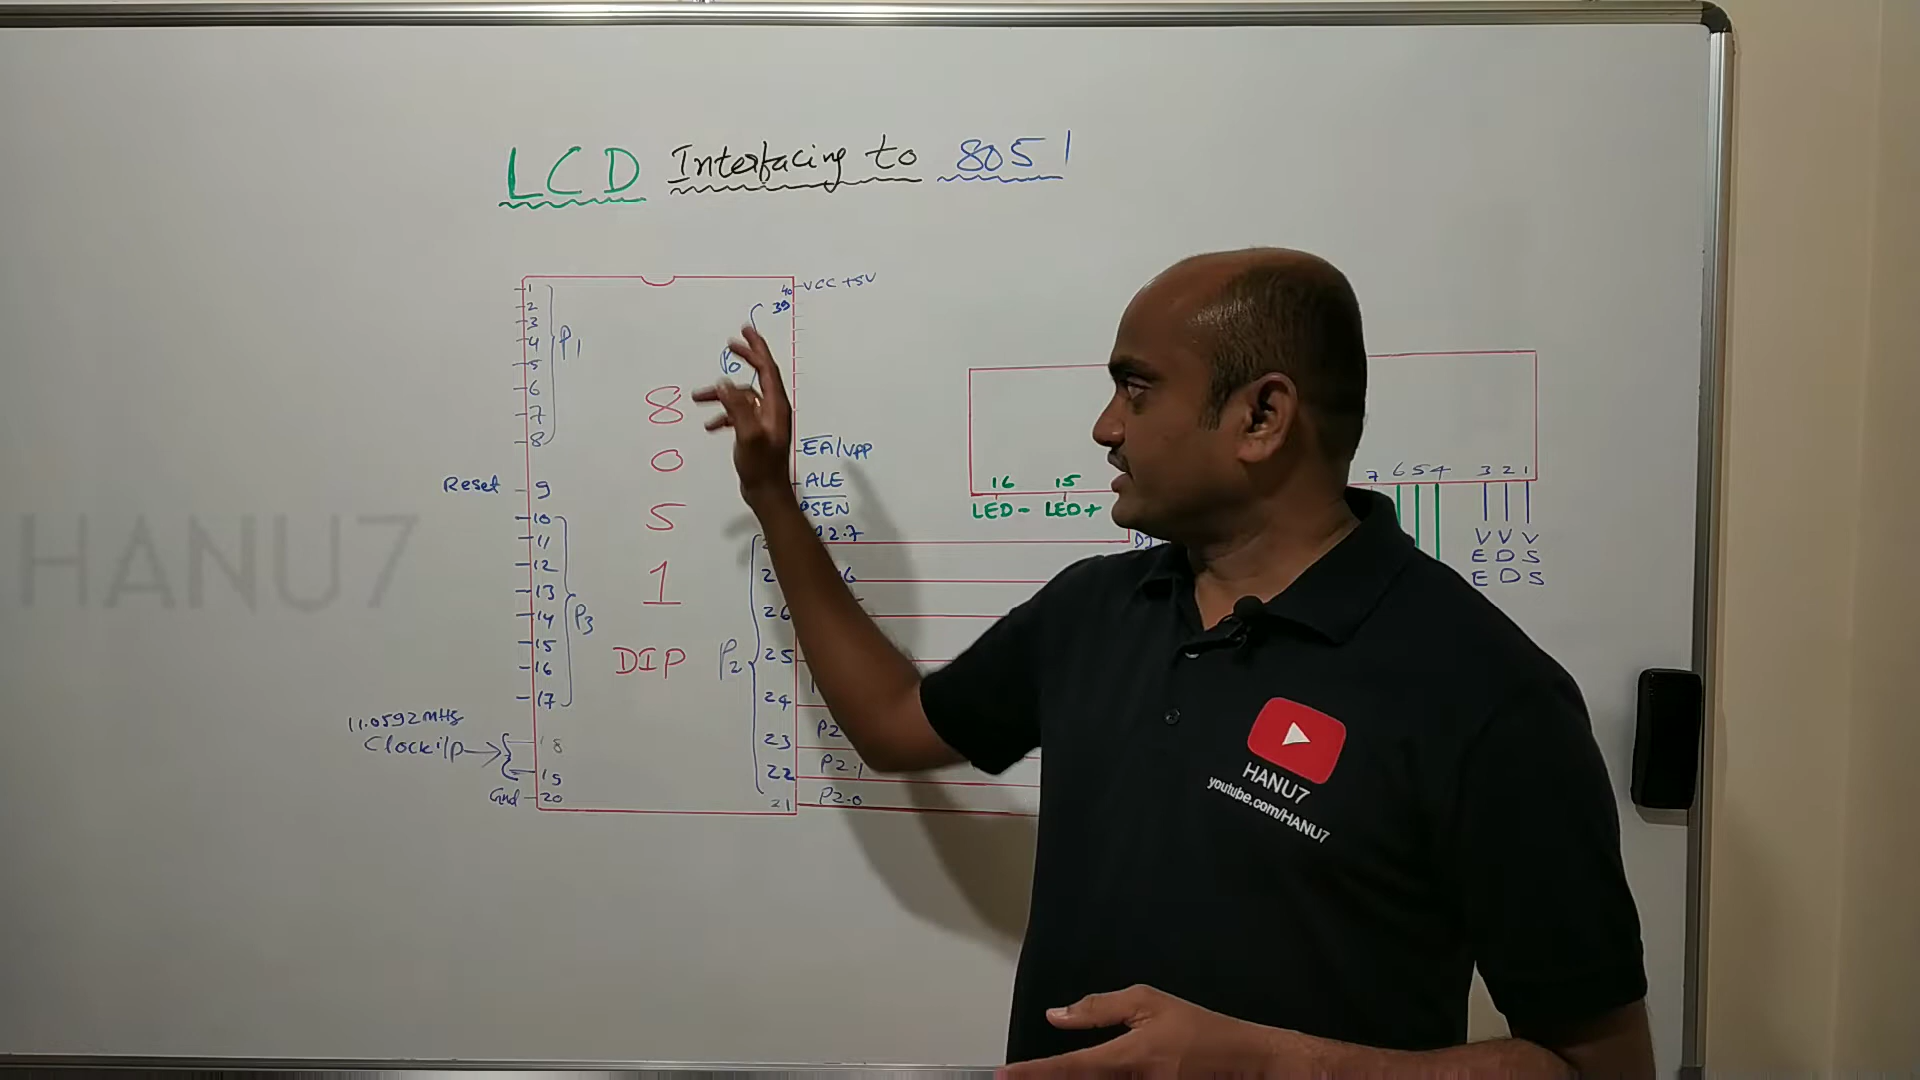 LCD Interfacing to 8051
1
2
3
4
5
6
7
8
P1
Reset 9
10
11
12
13
14
15
16
17
P3
11.0592MHz
Clock i/p
18
19
Gnd 20
8
0
5
1
DIP
40 VCC +5V
39
P0
EA/VPP
ALE
PSEN
P2.7
26
25
24
23
22 P2.1
21 P2.0
P2
16 15
LED- LED+
D7
7 6 5 4 3 2 1
V V V
E D S
E D S
HANU7
HANU7
youtube.com/HANU7